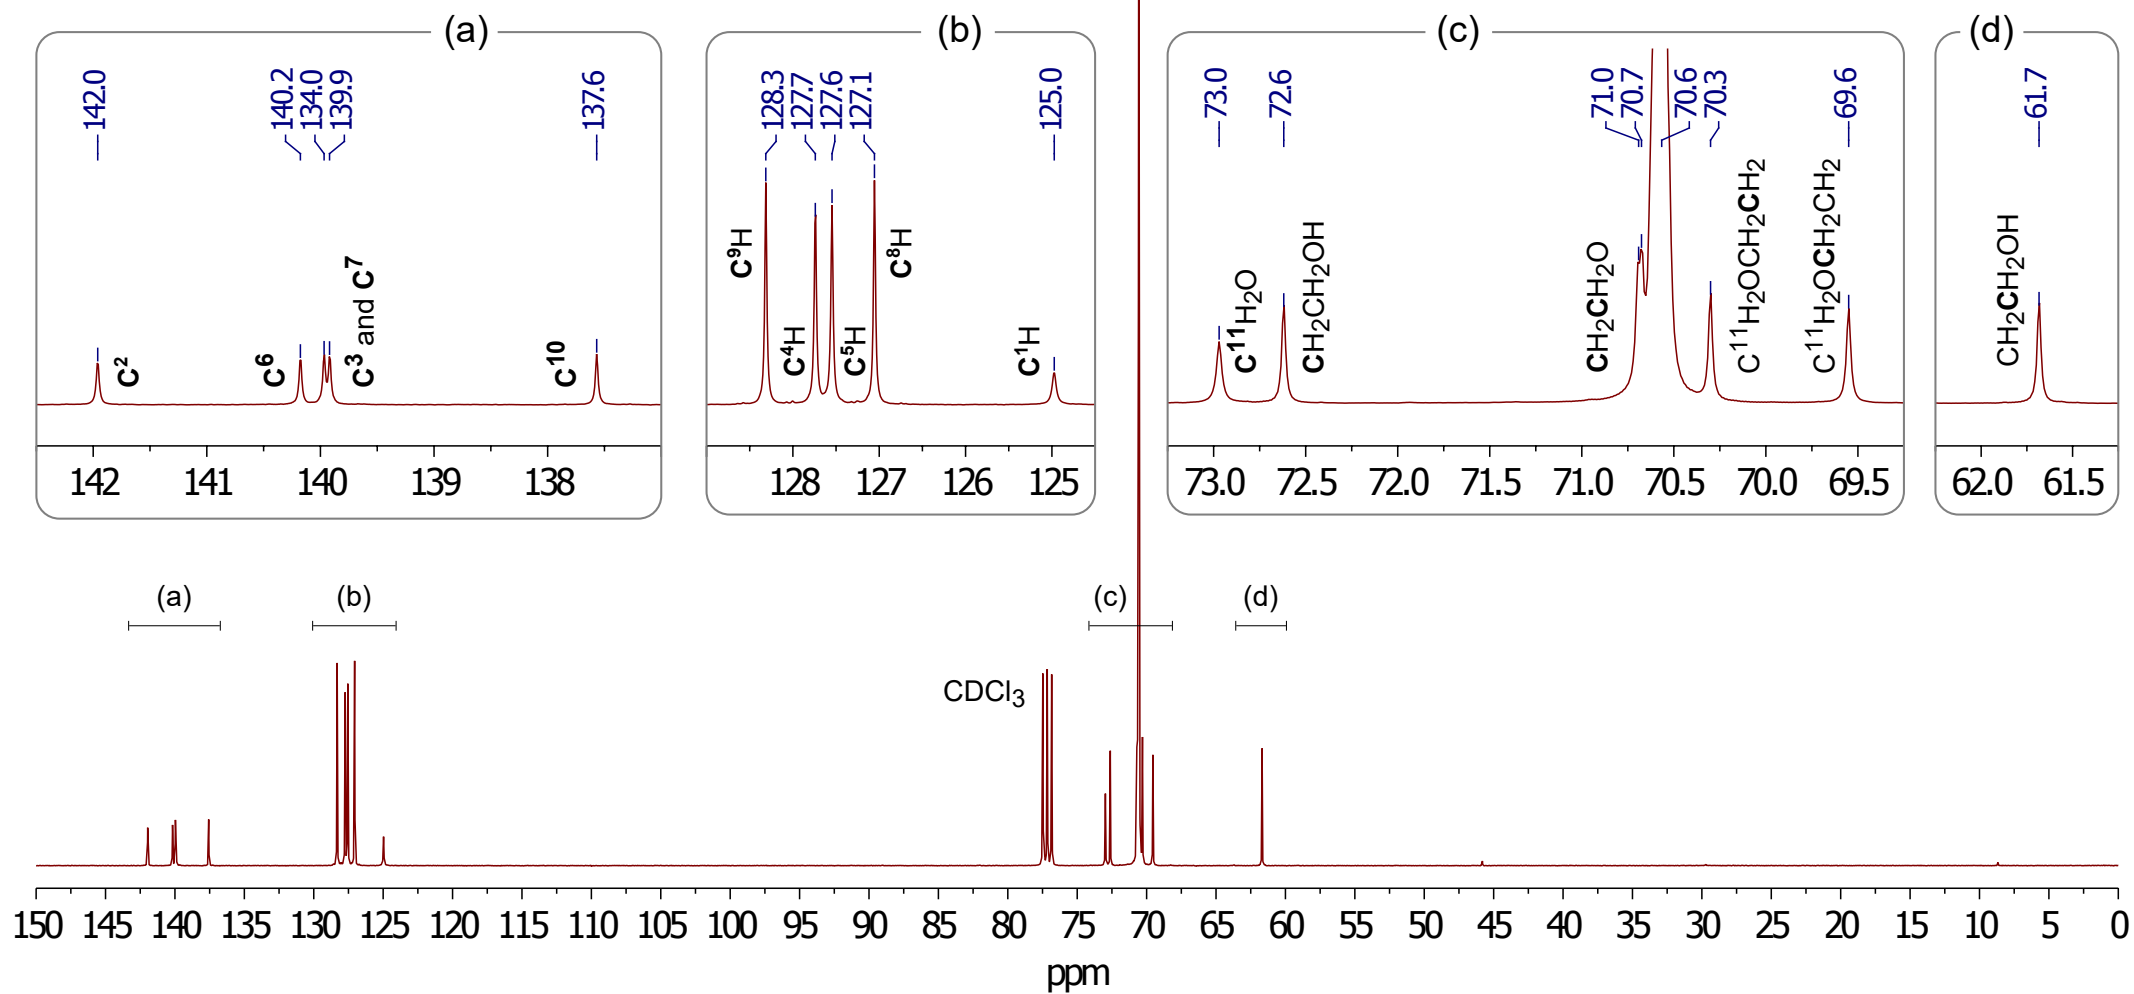 (a)
142.0
140.2
134.0
139.9
137.6
C²
C⁶
C³ and C⁷
C¹⁰
142 141 140 139 138
(b)
128.3
127.7
127.6
127.1
125.0
C⁹H
C⁴H
C⁵H
C⁸H
C¹H
128 127 126 125
(c)
73.0
72.6
71.0
70.7
70.6
70.3
69.6
C¹¹H₂O
CH₂CH₂OH
CH₂CH₂O
C¹¹H₂OCH₂CH₂
C¹¹H₂OCH₂CH₂
73.0 72.5 72.0 71.5 71.0 70.5 70.0 69.5
(d)
61.7
CH₂CH₂OH
62.0 61.5
(a) (b) (c) (d)
CDCl₃
150 145 140 135 130 125 120 115 110 105 100 95 90 85 80 75 70 65 60 55 50 45 40 35 30 25 20 15 10 5 0
ppm